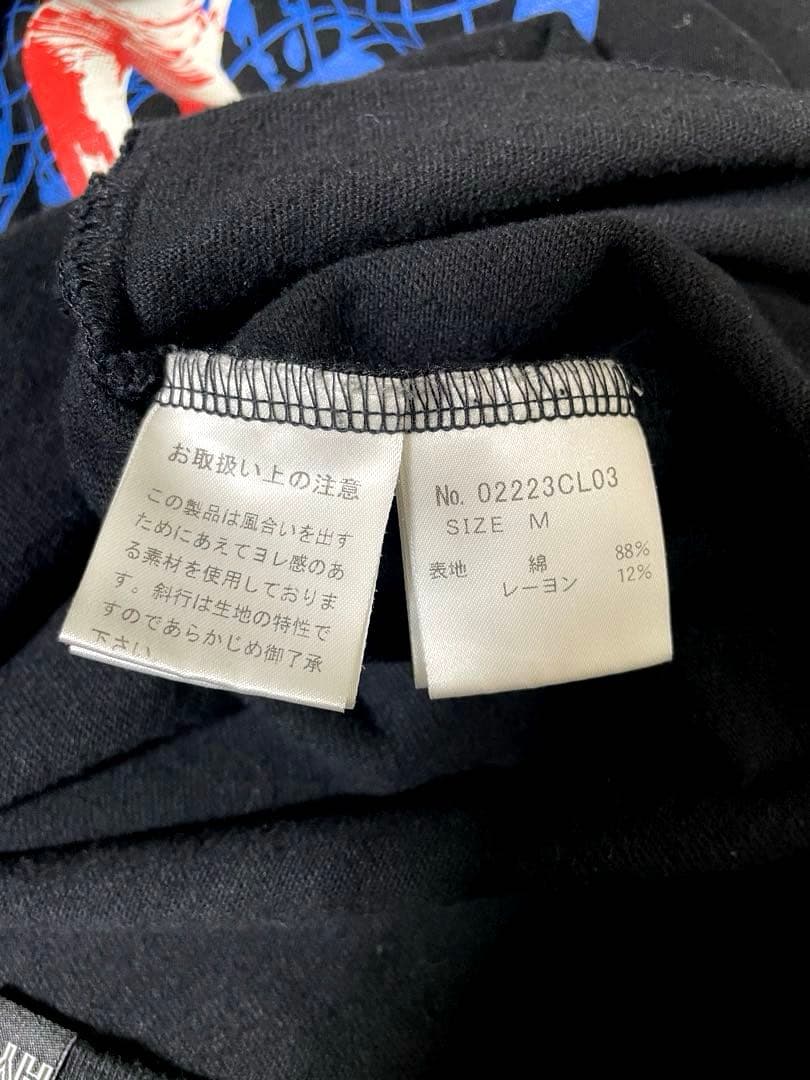 お取扱い上の注意
この製品は風合いを出す
ためにあえてヨレ感のあ
る素材を使用しておりま
す。斜行は生地の特性で
すのであらかじめ御了承
下さい
No. 02223CL03
SIZE M
表地 綿 88%
レーヨン 12%